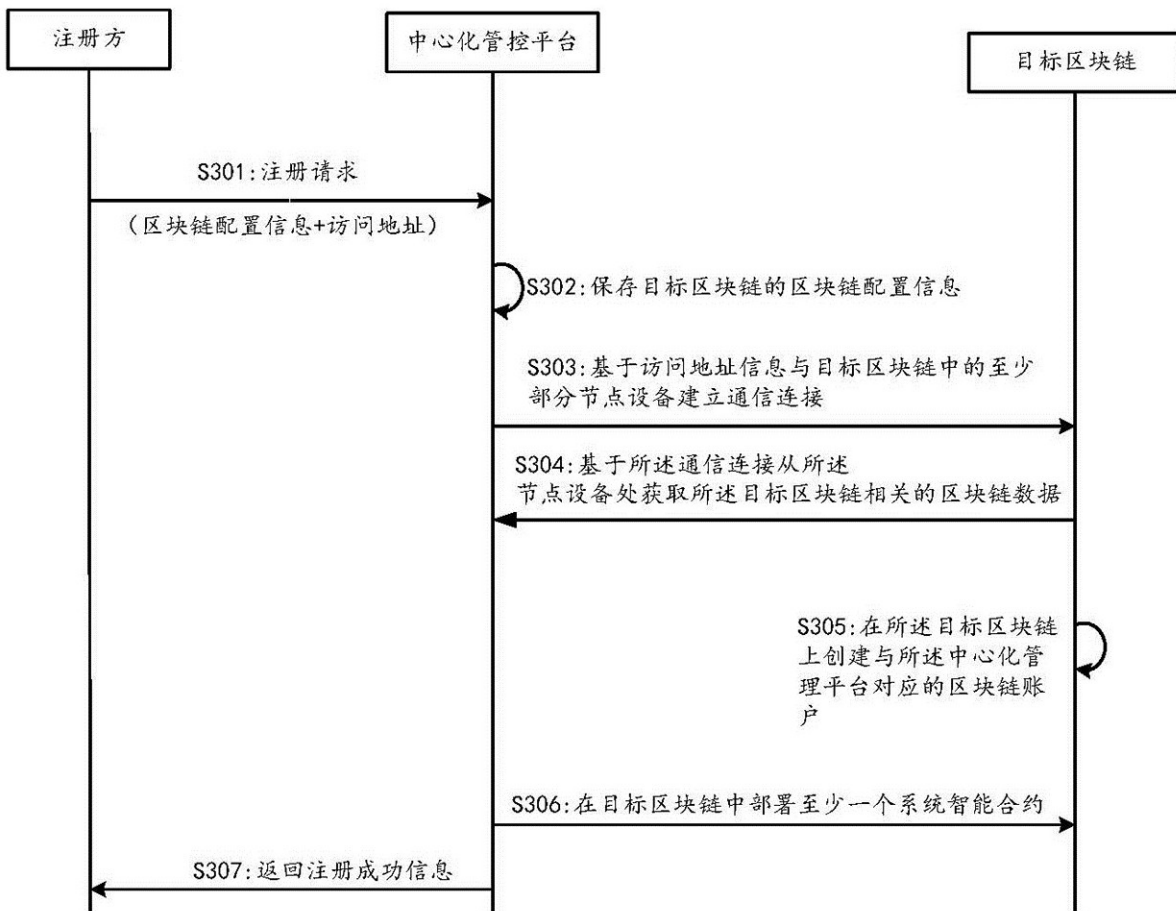 注册方
中心化管控平台
目标区块链
S301:注册请求
(区块链配置信息+访问地址)
S302:保存目标区块链的区块链配置信息
S303:基于访问地址信息与目标区块链中的至少
部分节点设备建立通信连接
S304:基于所述通信连接从所述
节点设备处获取所述目标区块链相关的区块链数据
S305:在所述目标区块链
上创建与所述中心化管
理平台对应的区块链账
户
S306:在目标区块链中部署至少一个系统智能合约
S307:返回注册成功信息